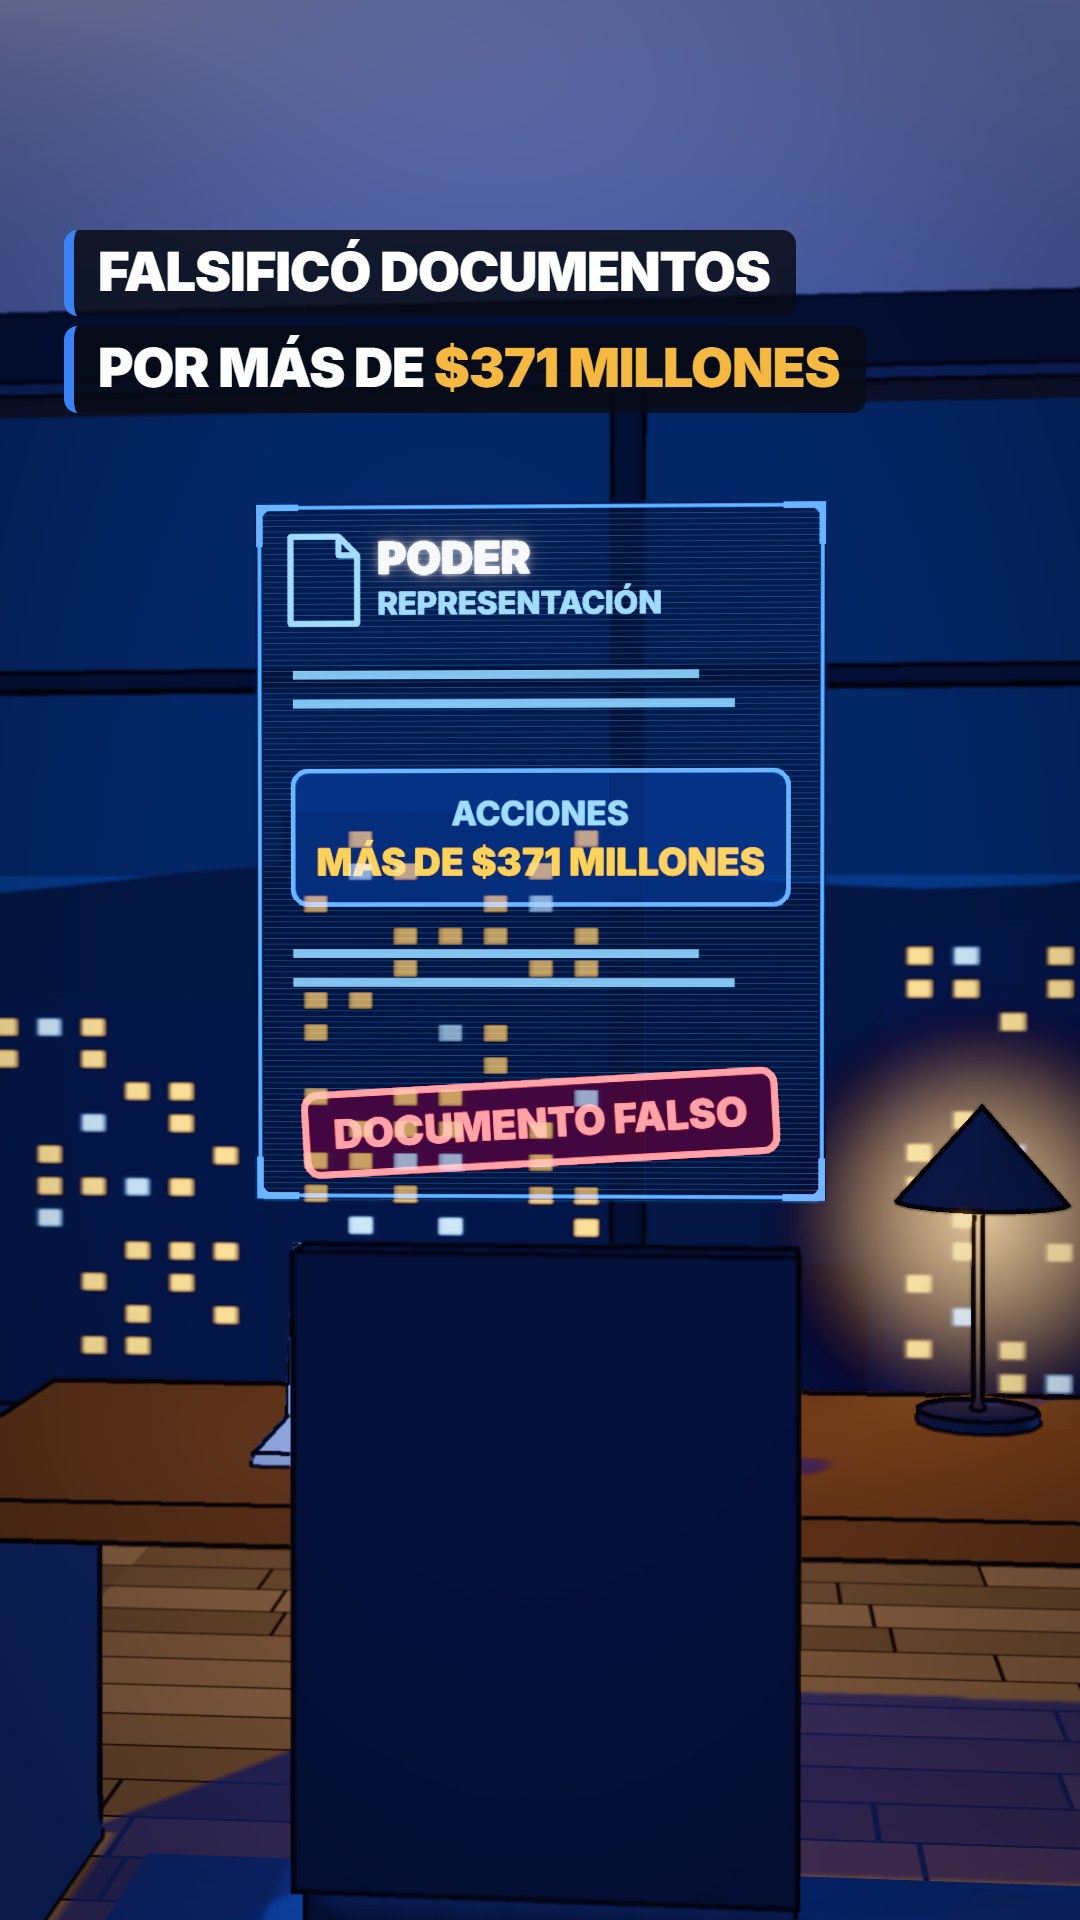 FALSIFICÓ DOCUMENTOS
POR MÁS DE $371 MILLONES
PODER
REPRESENTACIÓN
ACCIONES
MÁS DE $371 MILLONES
DOCUMENTO FALSO